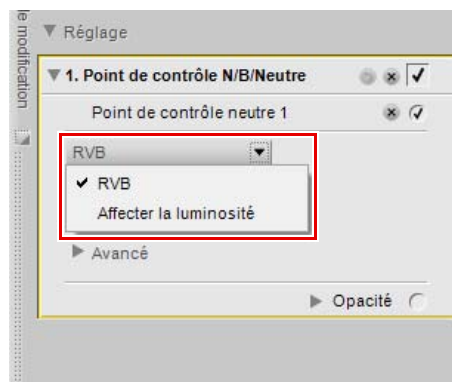 le modification
Réglage
1. Point de contrôle N/B/Neutre
Point de contrôle neutre 1
RVB
RVB
Affecter la luminosité
Avancé
Opacité